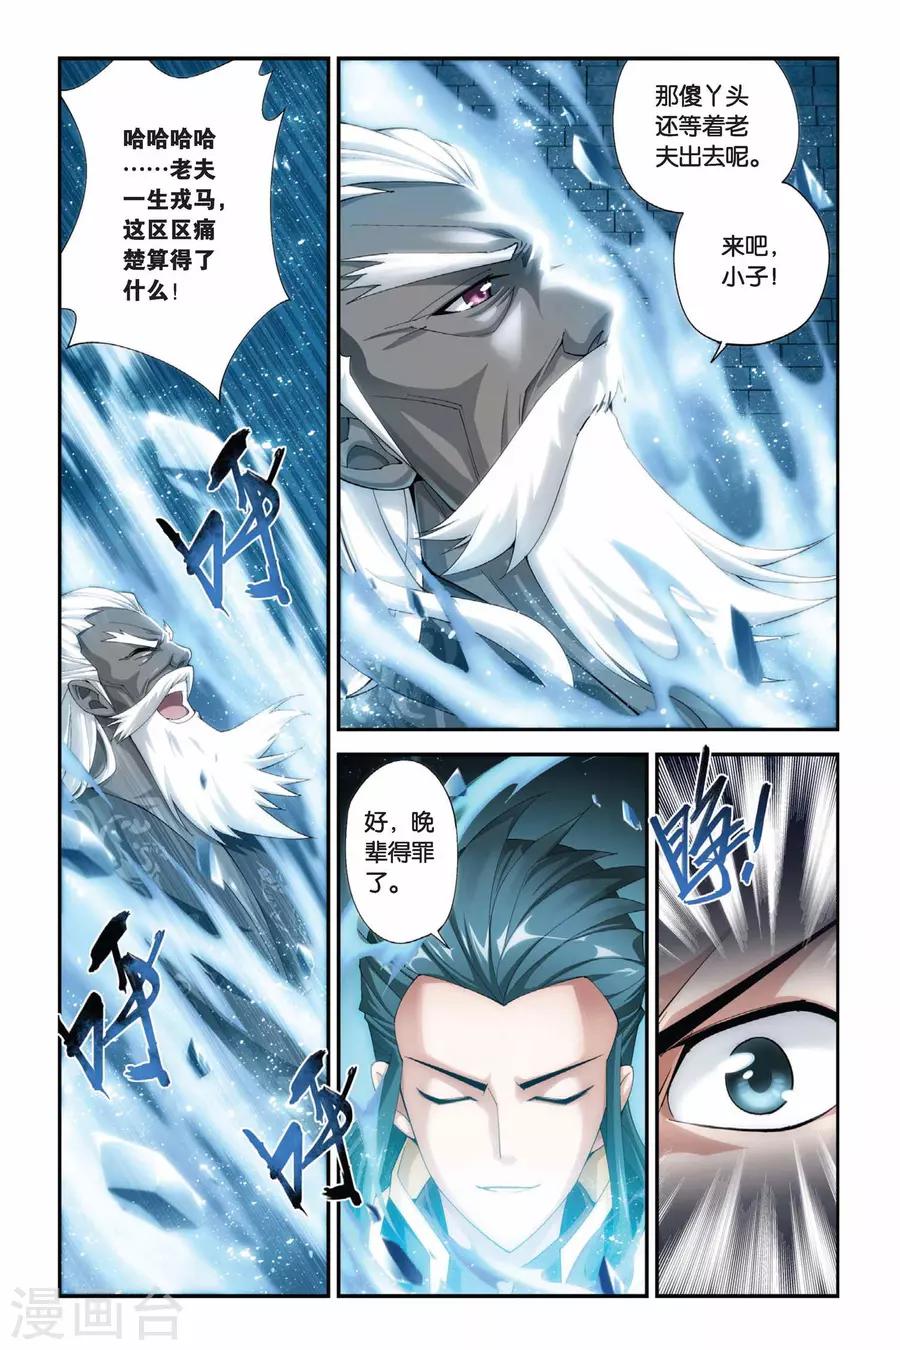 哈哈哈哈
……老夫
一生戎马，
这区区痛
楚算得了
什么！
呼
呼
呼
那傻丫头
还等着老
夫出去呢。
来吧，
小子！
好，晚
辈得罪
了。
睁！
漫画台